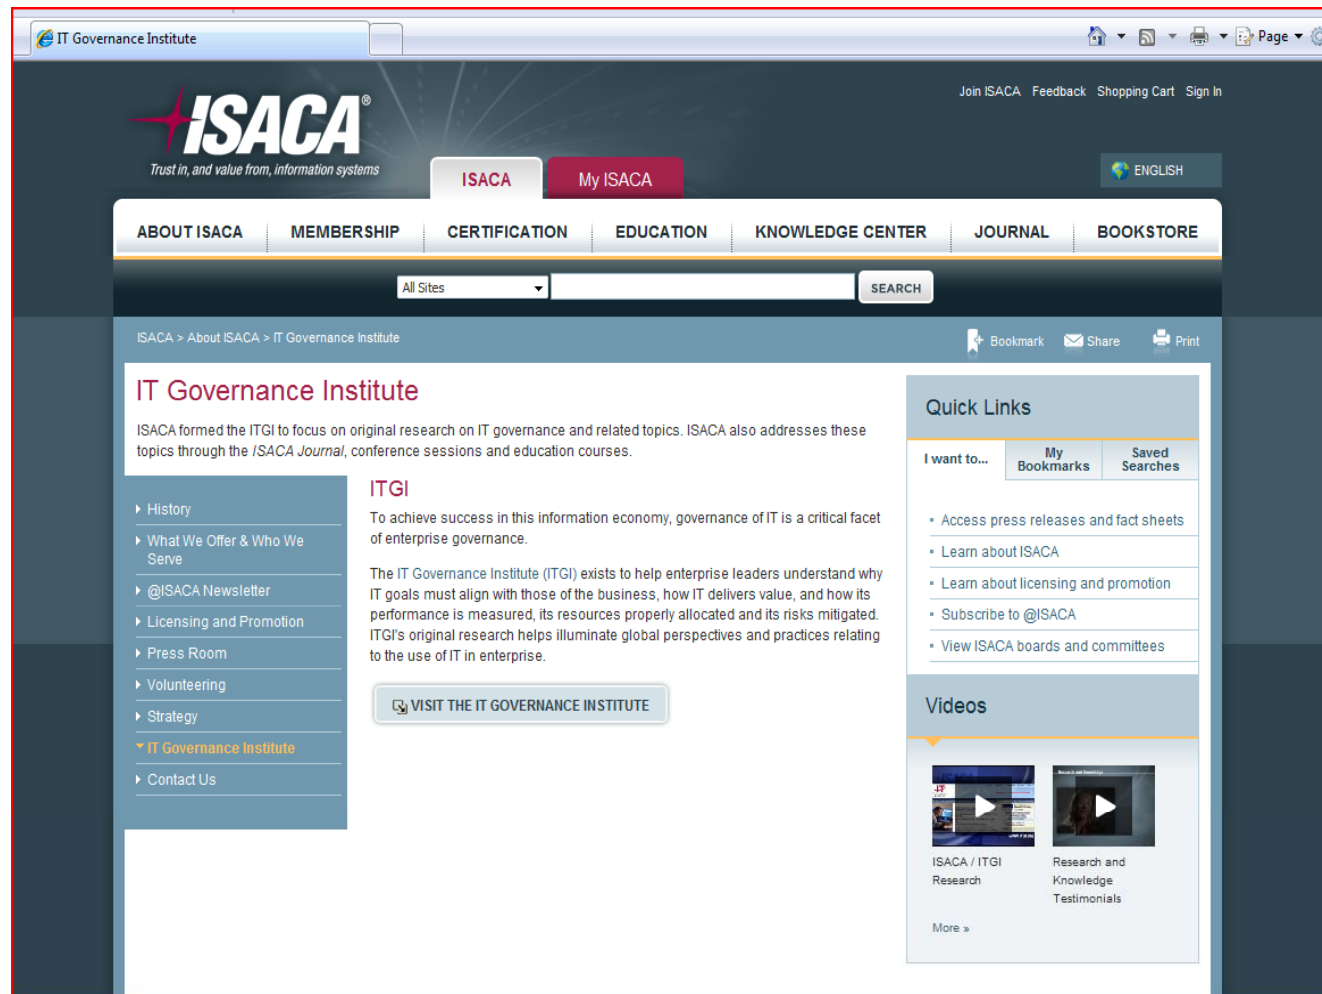 IT Governance Institute
Page
Join ISACA Feedback Shopping Cart Sign In
ISACA®
Trust in, and value from, information systems
ISACA My ISACA
ENGLISH
ABOUT ISACA MEMBERSHIP CERTIFICATION EDUCATION KNOWLEDGE CENTER JOURNAL BOOKSTORE
All Sites SEARCH
ISACA > About ISACA > IT Governance Institute
Bookmark Share Print
IT Governance Institute
ISACA formed the ITGI to focus on original research on IT governance and related topics. ISACA also addresses these
topics through the ISACA Journal, conference sessions and education courses.
History
What We Offer & Who We
Serve
@ISACA Newsletter
Licensing and Promotion
Press Room
Volunteering
Strategy
IT Governance Institute
Contact Us
ITGI
To achieve success in this information economy, governance of IT is a critical facet
of enterprise governance.
The IT Governance Institute (ITGI) exists to help enterprise leaders understand why
IT goals must align with those of the business, how IT delivers value, and how its
performance is measured, its resources properly allocated and its risks mitigated.
ITGI's original research helps illuminate global perspectives and practices relating
to the use of IT in enterprise.
VISIT THE IT GOVERNANCE INSTITUTE
Quick Links
I want to...
My
Bookmarks
Saved
Searches
Access press releases and fact sheets
Learn about ISACA
Learn about licensing and promotion
Subscribe to @ISACA
View ISACA boards and committees
Videos
ISACA / ITGI
Research
Research and
Knowledge
Testimonials
More »